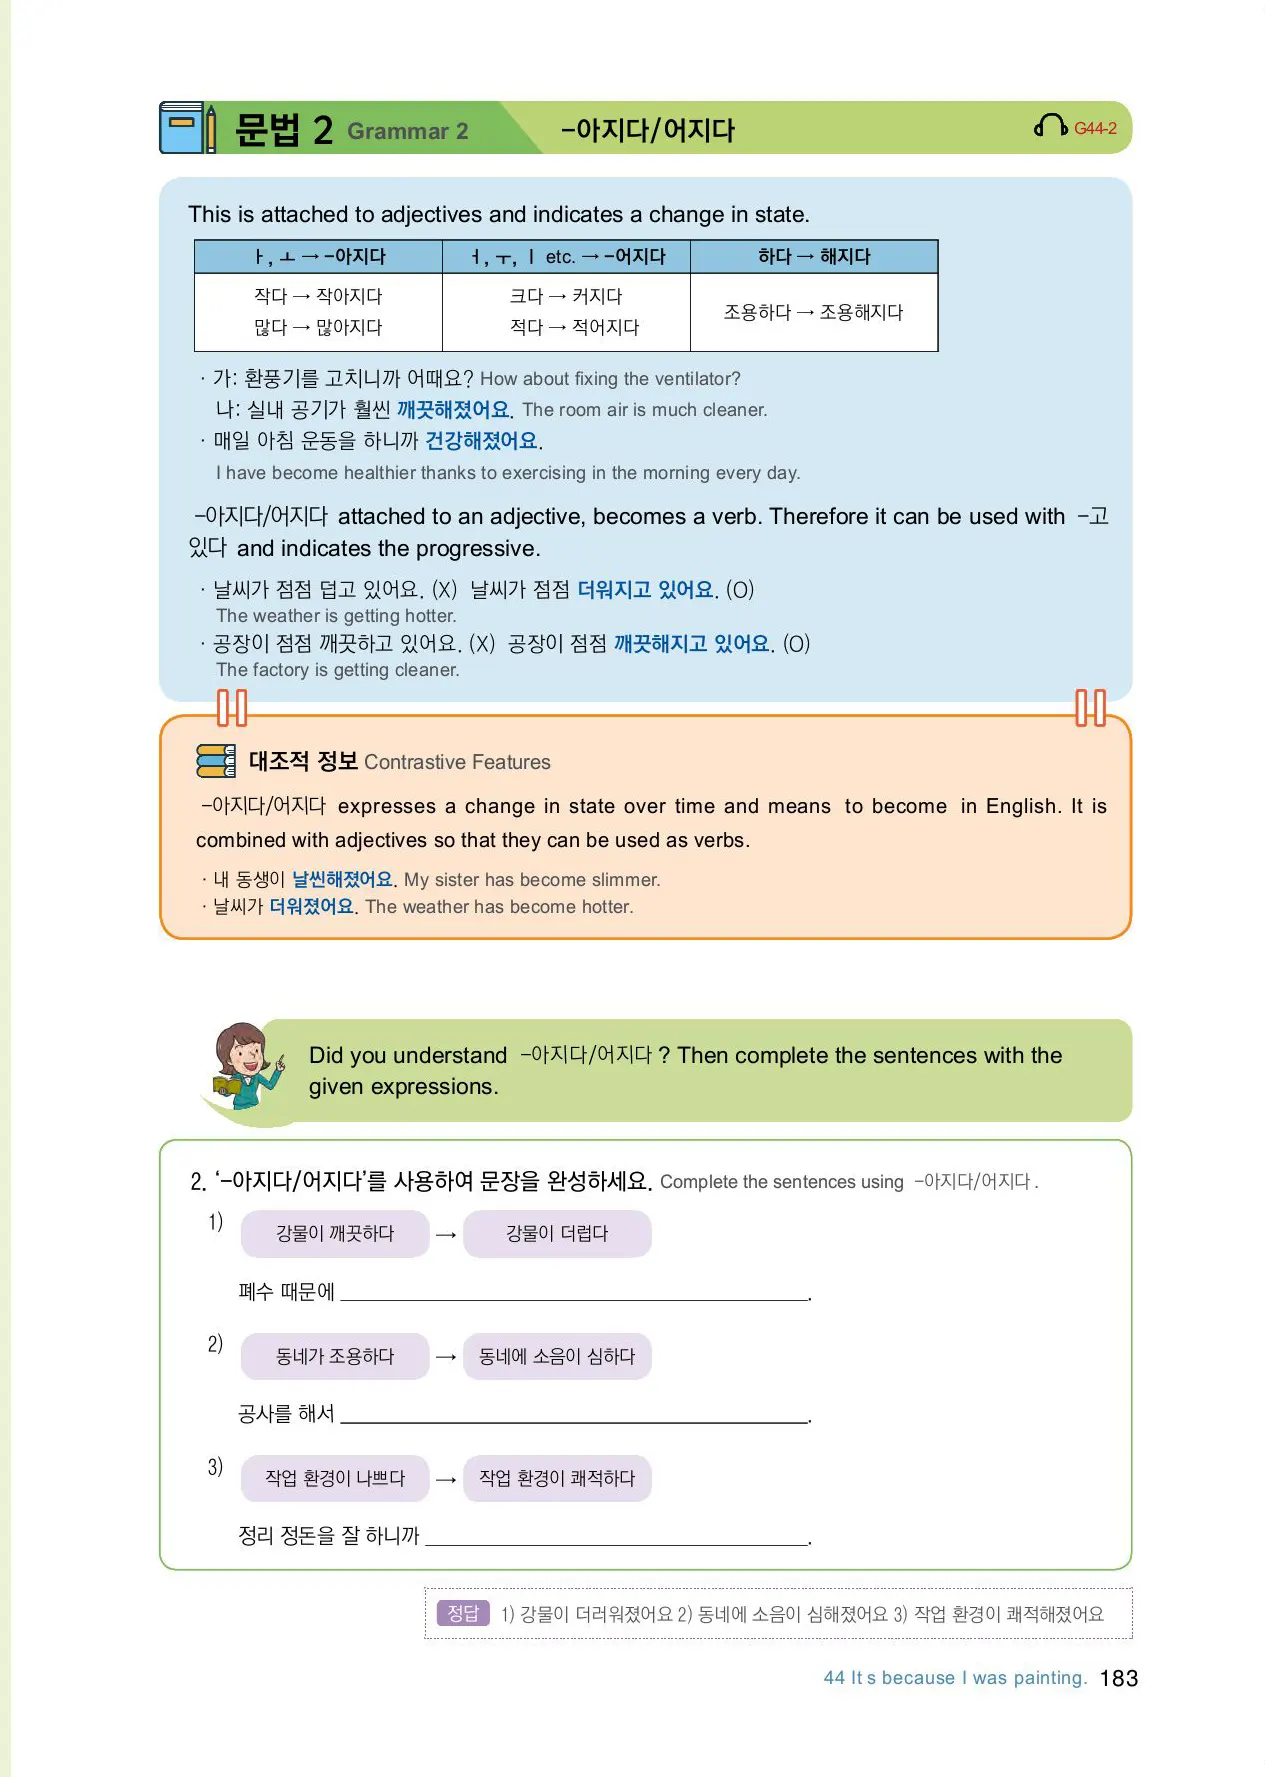 문법 2 Grammar 2 -아지다/어지다 G44-2
This is attached to adjectives and indicates a change in state.
ㅏ, ㅗ → -아지다 ㅓ, ㅜ, ㅣ etc. → -어지다 하다 → 해지다
작다 → 작아지다 크다 → 커지다 조용하다 → 조용해지다
많다 → 많아지다 적다 → 적어지다
· 가: 환풍기를 고치니까 어때요? How about fixing the ventilator?
나: 실내 공기가 훨씬 깨끗해졌어요. The room air is much cleaner.
· 매일 아침 운동을 하니까 건강해졌어요.
I have become healthier thanks to exercising in the morning every day.
-아지다/어지다 attached to an adjective, becomes a verb. Therefore it can be used with -고
있다 and indicates the progressive.
· 날씨가 점점 덥고 있어요. (X) 날씨가 점점 더워지고 있어요. (O)
The weather is getting hotter.
· 공장이 점점 깨끗하고 있어요. (X) 공장이 점점 깨끗해지고 있어요. (O)
The factory is getting cleaner.
대조적 정보 Contrastive Features
-아지다/어지다 expresses a change in state over time and means to become in English. It is
combined with adjectives so that they can be used as verbs.
· 내 동생이 날씬해졌어요. My sister has become slimmer.
· 날씨가 더워졌어요. The weather has become hotter.
Did you understand -아지다/어지다 ? Then complete the sentences with the
given expressions.
2. ‘-아지다/어지다’를 사용하여 문장을 완성하세요. Complete the sentences using -아지다/어지다 .
1) 강물이 깨끗하다 → 강물이 더럽다
폐수 때문에 .
2) 동네가 조용하다 → 동네에 소음이 심하다
공사를 해서 .
3) 작업 환경이 나쁘다 → 작업 환경이 쾌적하다
정리 정돈을 잘 하니까 .
정답 1) 강물이 더러워졌어요 2) 동네에 소음이 심해졌어요 3) 작업 환경이 쾌적해졌어요
44 It s because I was painting. 183